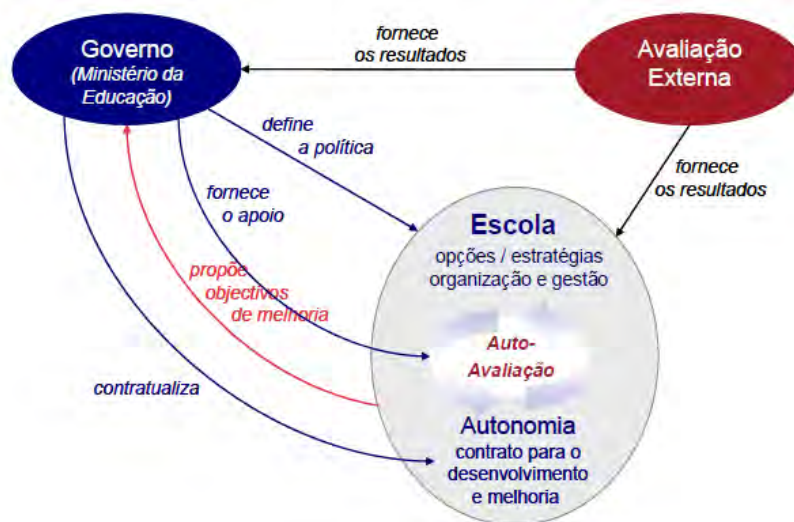 Governo
(Ministério da
Educação)
fornece
os resultados
Avaliação
Externa
define
a política
fornece
os resultados
fornece
o apoio
Escola
opções / estratégias
organização e gestão
propõe
objectivos
de melhoria
Auto-
Avaliação
contratualiza
Autonomia
contrato para o
desenvolvimento
e melhoria